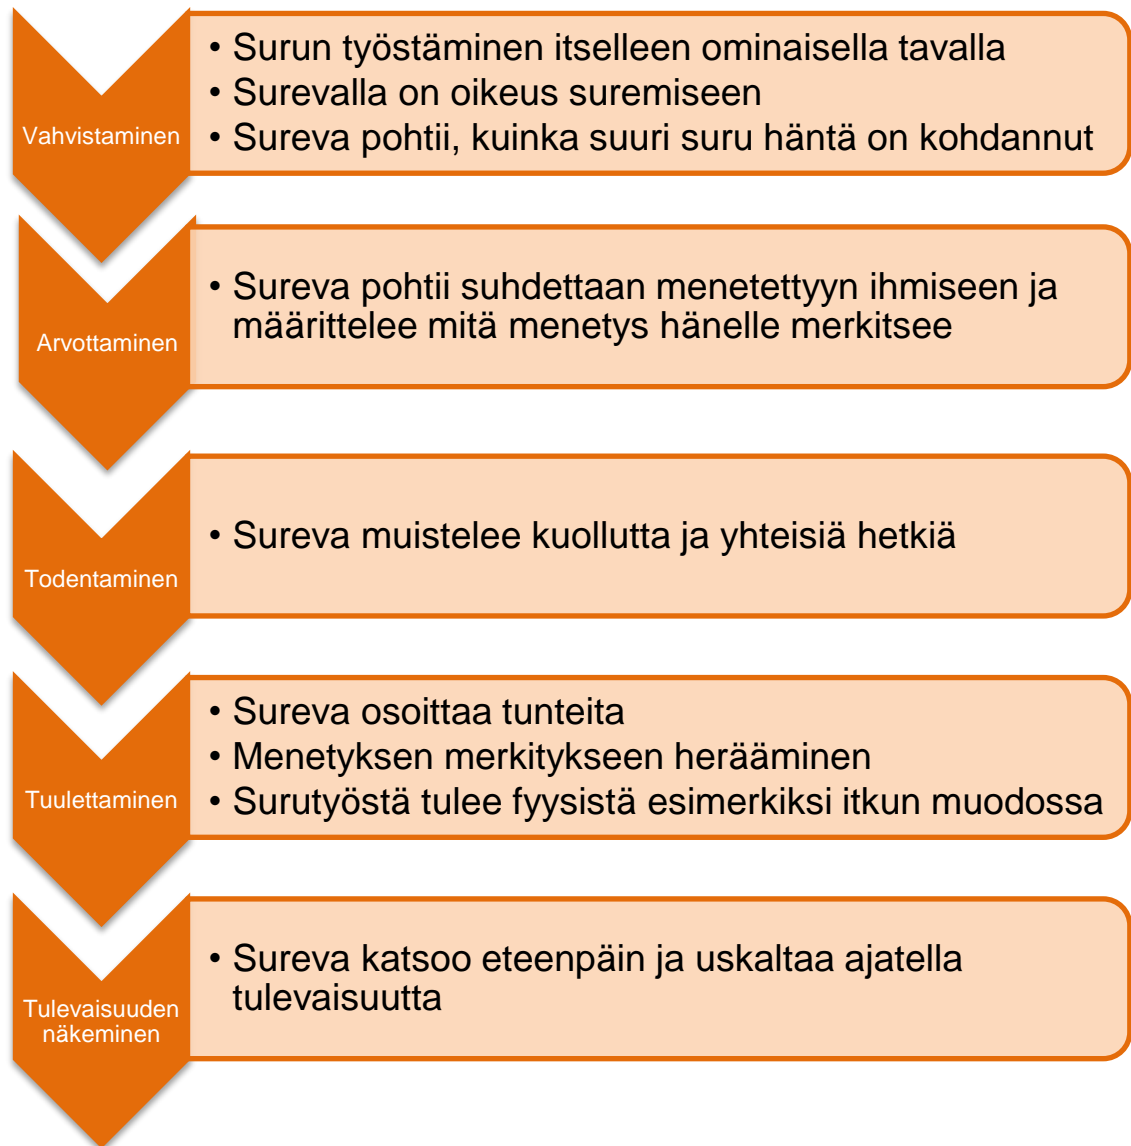 Vahvistaminen
• Surun työstäminen itselleen ominaisella tavalla
• Surevalla on oikeus suremiseen
• Sureva pohtii, kuinka suuri suru häntä on kohdannut
Arvottaminen
• Sureva pohtii suhdettaan menetettyyn ihmiseen ja
määrittelee mitä menetys hänelle merkitsee
Todentaminen
• Sureva muistelee kuollutta ja yhteisiä hetkiä
Tuulettaminen
• Sureva osoittaa tunteita
• Menetyksen merkitykseen herääminen
• Surutyöstä tulee fyysistä esimerkiksi itkun muodossa
Tulevaisuuden
näkeminen
• Sureva katsoo eteenpäin ja uskaltaa ajatella
tulevaisuutta